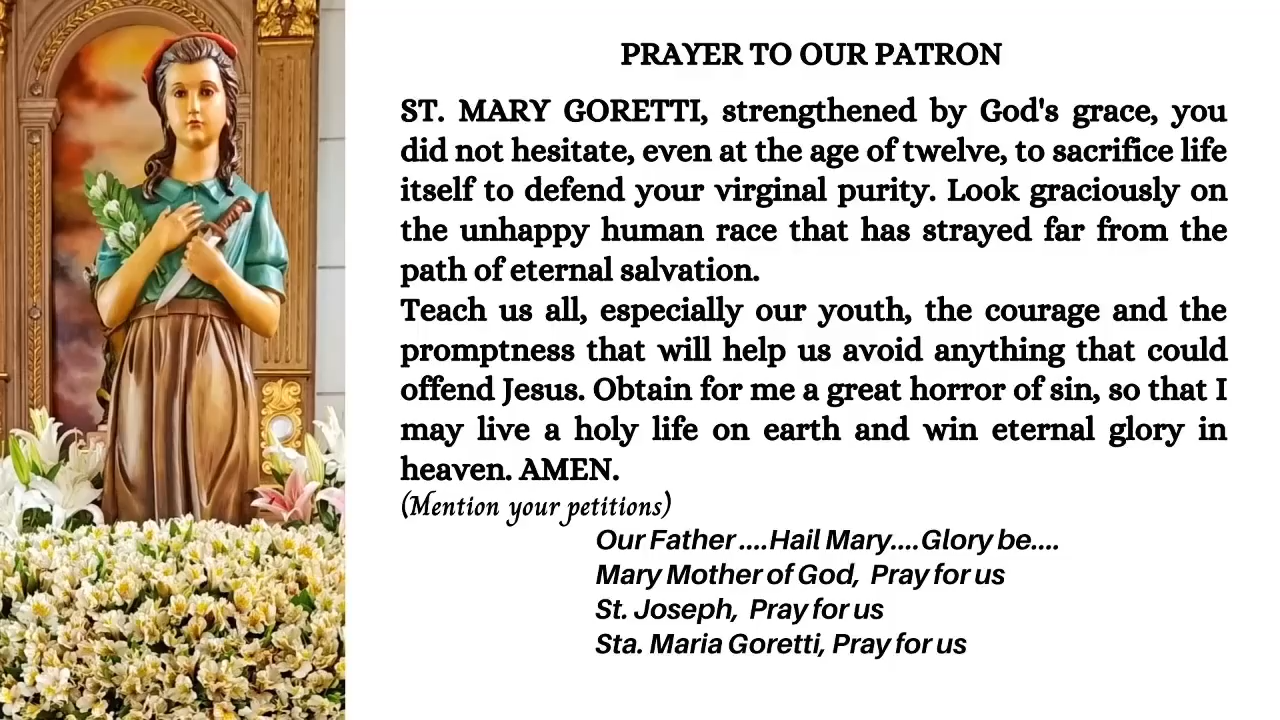 PRAYER TO OUR PATRON
ST. MARY GORETTI, strengthened by God's grace, you
did not hesitate, even at the age of twelve, to sacrifice life
itself to defend your virginal purity. Look graciously on
the unhappy human race that has strayed far from the
path of eternal salvation.
Teach us all, especially our youth, the courage and the
promptness that will help us avoid anything that could
offend Jesus. Obtain for me a great horror of sin, so that I
may live a holy life on earth and win eternal glory in
heaven. AMEN.
(Mention your petitions)
Our Father ....Hail Mary....Glory be....
Mary Mother of God, Pray for us
St. Joseph, Pray for us
Sta. Maria Goretti, Pray for us